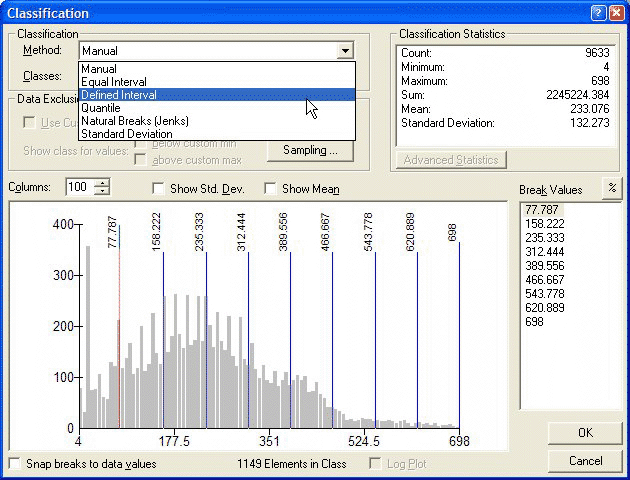 Classification
Classification
Method: Manual
Manual
Equal Interval
Defined Interval
Quantile
Natural Breaks (Jenks)
Standard Deviation
Classes:
Data Exclusi
Use Cu
Show class for values:
below custom min
above custom max
Sampling ...
Classification Statistics
Count: 9633
Minimum: 4
Maximum: 698
Sum: 2245224.384
Mean: 233.076
Standard Deviation: 132.273
Advanced Statistics
Columns: 100
Show Std. Dev.
Show Mean
Break Values
%
77.787
158.222
235.333
312.444
389.556
466.667
543.778
620.889
698
400
300
200
100
0
77.787
158.222
235.333
312.444
389.556
466.667
543.778
620.889
698
4
177.5
351
524.5
698
OK
Cancel
Snap breaks to data values
1149 Elements in Class
Log Plot